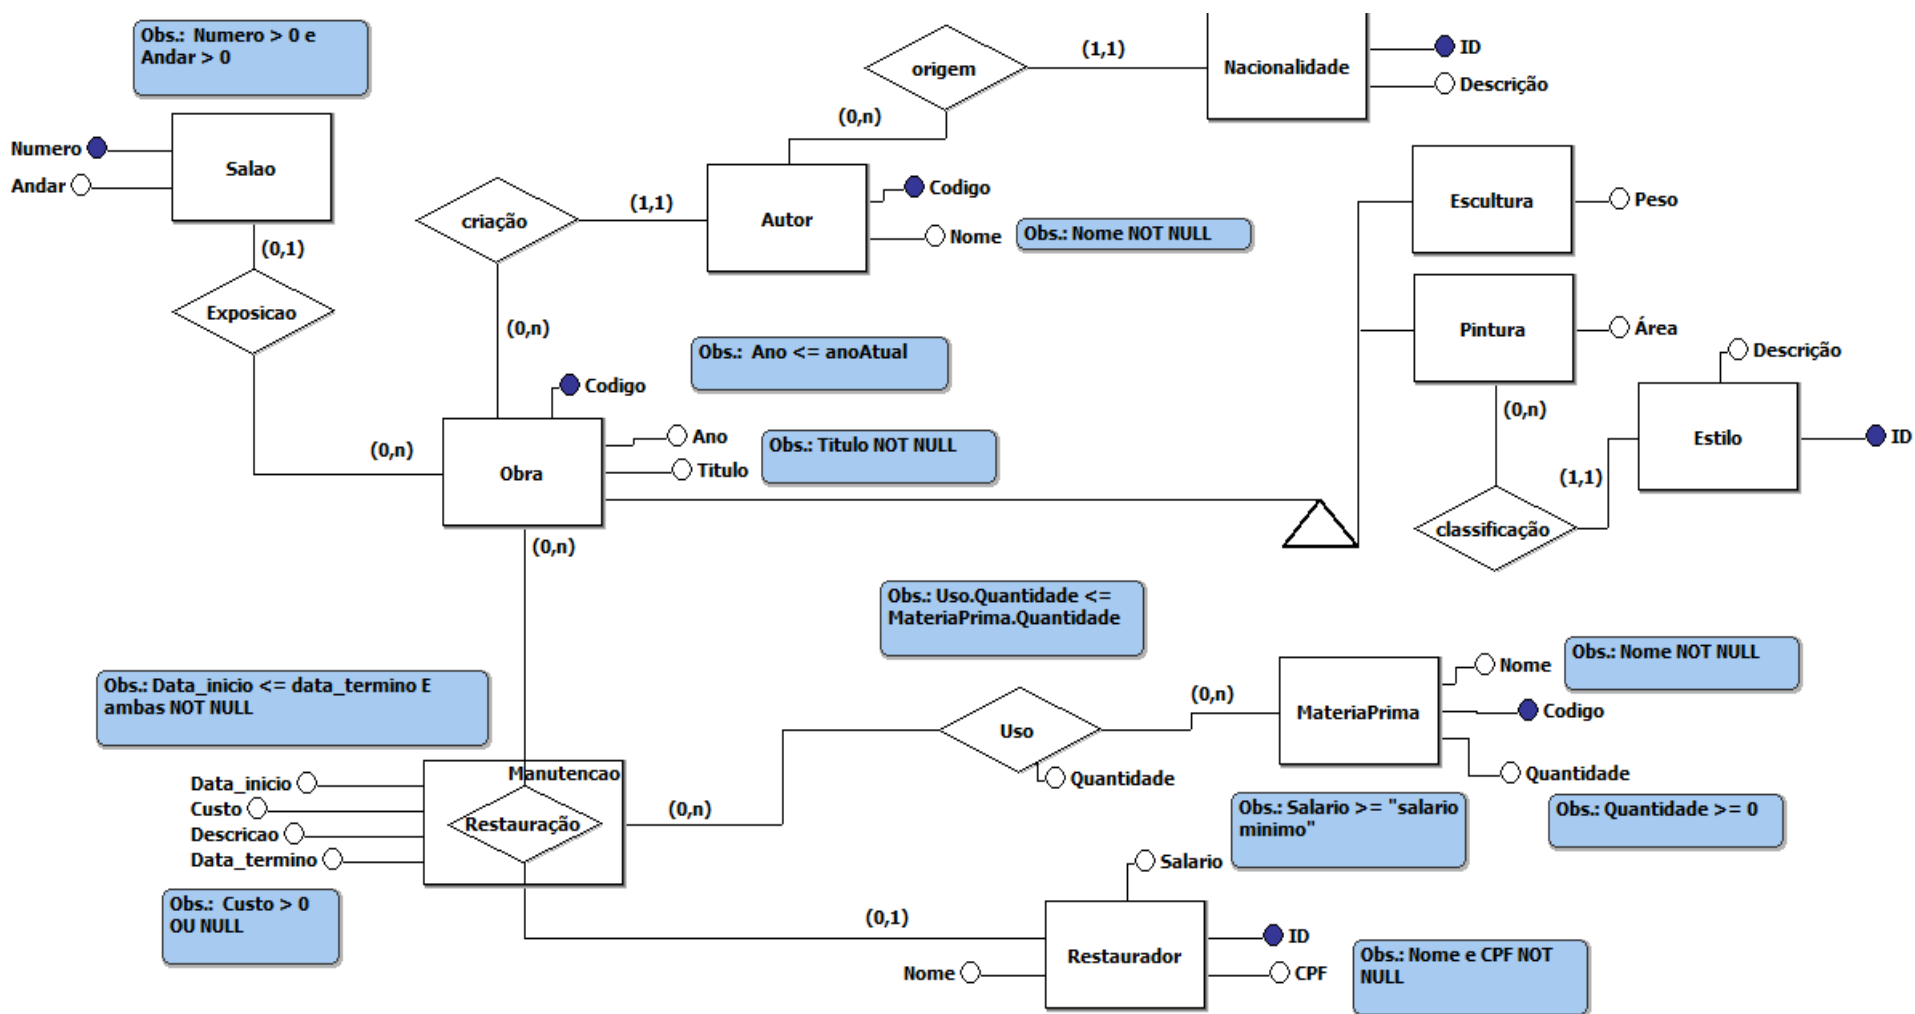 Obs.: Numero > 0 e
Andar > 0
Numero
Andar
Salao
(0,1)
Exposicao
(0,n)
origem
(1,1)
Nacionalidade
ID
Descrição
(0,n)
criação
(1,1)
Autor
Codigo
Nome
Obs.: Nome NOT NULL
(0,n)
Escultura
Peso
Pintura
Área
(0,n)
Descrição
Estilo
ID
(1,1)
classificação
Obs.: Ano <= anoAtual
Codigo
Ano
Titulo
Obs.: Titulo NOT NULL
Obra
(0,n)
Obs.: Uso.Quantidade <=
MateriaPrima.Quantidade
Obs.: Data_inicio <= data_termino E
ambas NOT NULL
Data_inicio
Custo
Descricao
Data_termino
Manutencao
Restauração
(0,n)
Uso
Quantidade
(0,n)
MateriaPrima
Nome
Codigo
Quantidade
Obs.: Nome NOT NULL
Obs.: Quantidade >= 0
Obs.: Salario >= "salario
minimo"
Obs.: Custo > 0
OU NULL
(0,1)
Salario
Restaurador
ID
CPF
Nome
Obs.: Nome e CPF NOT
NULL